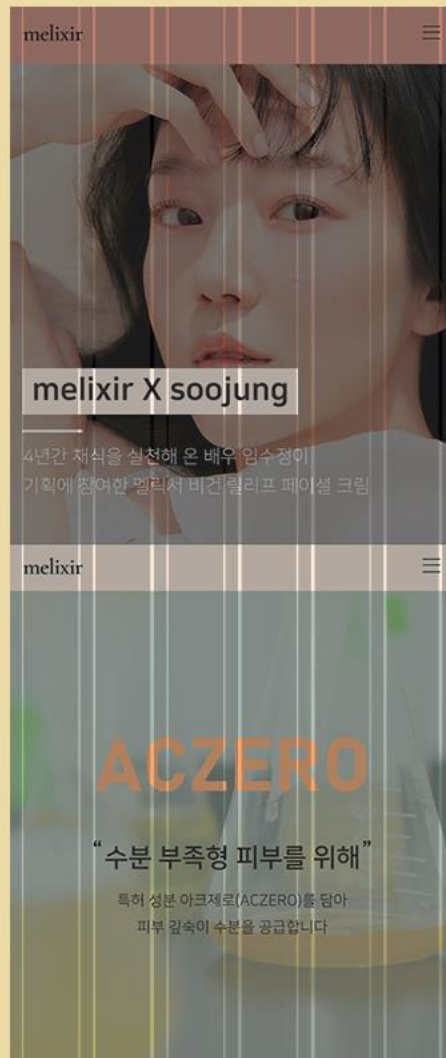 melixir
melixir X soojung
4년간 채식을 실천해 온 배우 임수정이
기획에 참여한 멜릭서 비건 릴리프 페이셜 크림
melixir
ACZERO
“수분 부족형 피부를 위해”
특허 성분 아크제로(ACZERO)를 담아
피부 깊숙이 수분을 공급합니다